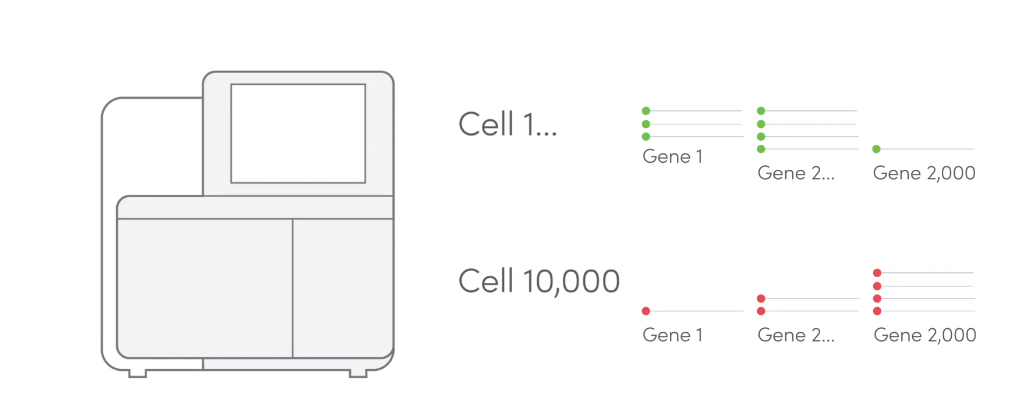 Cell 1...
Gene 1
Gene 2...
Gene 2,000
Cell 10,000
Gene 1
Gene 2...
Gene 2,000